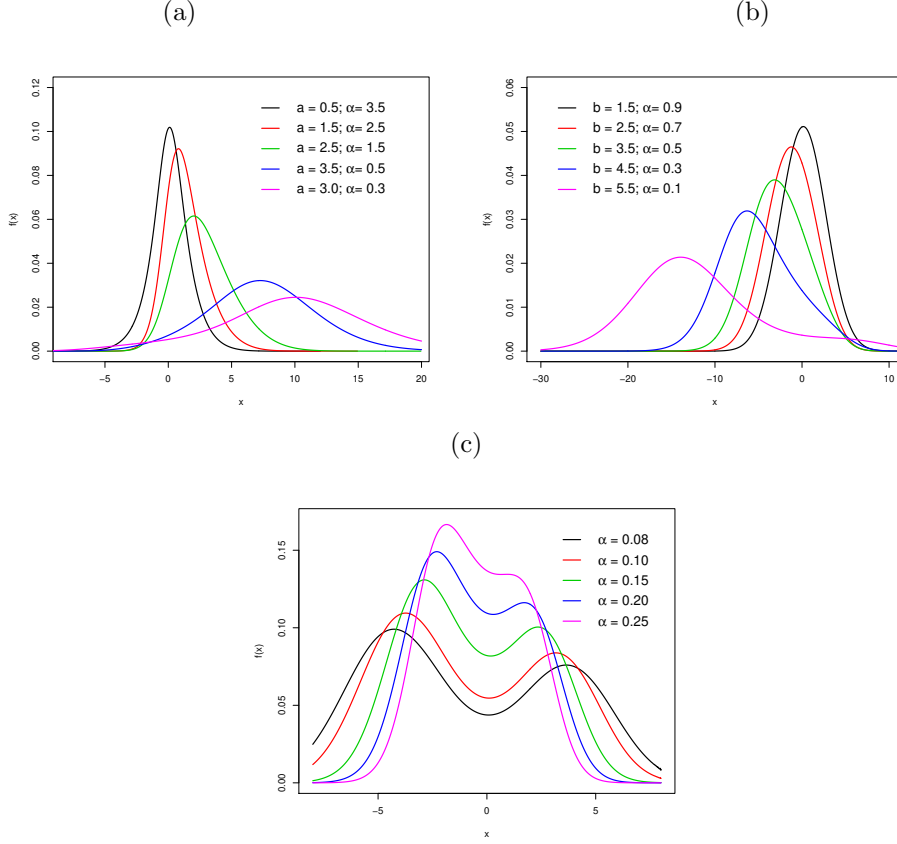 (a)
0.00 0.02 0.04 0.06 0.08 0.10 0.12
f(x)
a = 0.5; α= 3.5
a = 1.5; α= 2.5
a = 2.5; α= 1.5
a = 3.5; α= 0.5
a = 3.0; α= 0.3
−5 0 5 10 15 20
x
(b)
0.00 0.01 0.03 0.04 0.05 0.06
f(x)
b = 1.5; α= 0.9
b = 2.5; α= 0.7
b = 3.5; α= 0.5
b = 4.5; α= 0.3
b = 5.5; α= 0.1
−30 −20 −10 0 10
x
(c)
0.00 0.05 0.10 0.15
f(x)
α = 0.08
α = 0.10
α = 0.15
α = 0.20
α = 0.25
−5 0 5
x